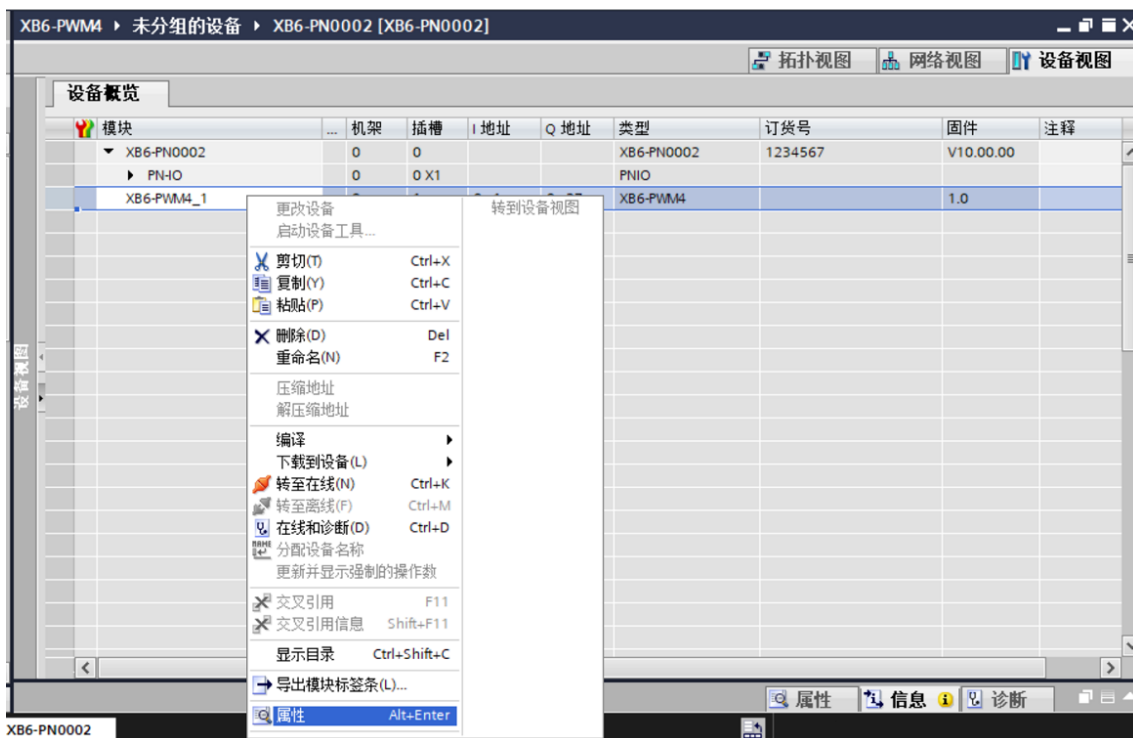 XB6-PWM4 ▸ 未分组的设备 ▸ XB6-PN0002 [XB6-PN0002]
拓扑视图 网络视图 设备视图
设备概览
模块 ... 机架 插槽 I 地址 Q 地址 类型 订货号 固件 注释
XB6-PN0002 0 0 XB6-PN0002 1234567 V10.00.00
PN-IO 0 0 X1 PNIO
XB6-PWM4_1 XB6-PWM4 1.0
更改设备 转到设备视图
启动设备工具...
剪切(T) Ctrl+X
复制(Y) Ctrl+C
粘贴(P) Ctrl+V
删除(D) Del
重命名(N) F2
压缩地址
解压缩地址
编译
下载到设备(L)
转至在线(N) Ctrl+K
转至离线(F) Ctrl+M
在线和诊断(D) Ctrl+D
分配设备名称
更新并显示强制的操作数
交叉引用 F11
交叉引用信息 Shift+F11
显示目录 Ctrl+Shift+C
导出模块标签条(L)...
属性 Alt+Enter
设备视图
属性 信息 诊断
XB6-PN0002